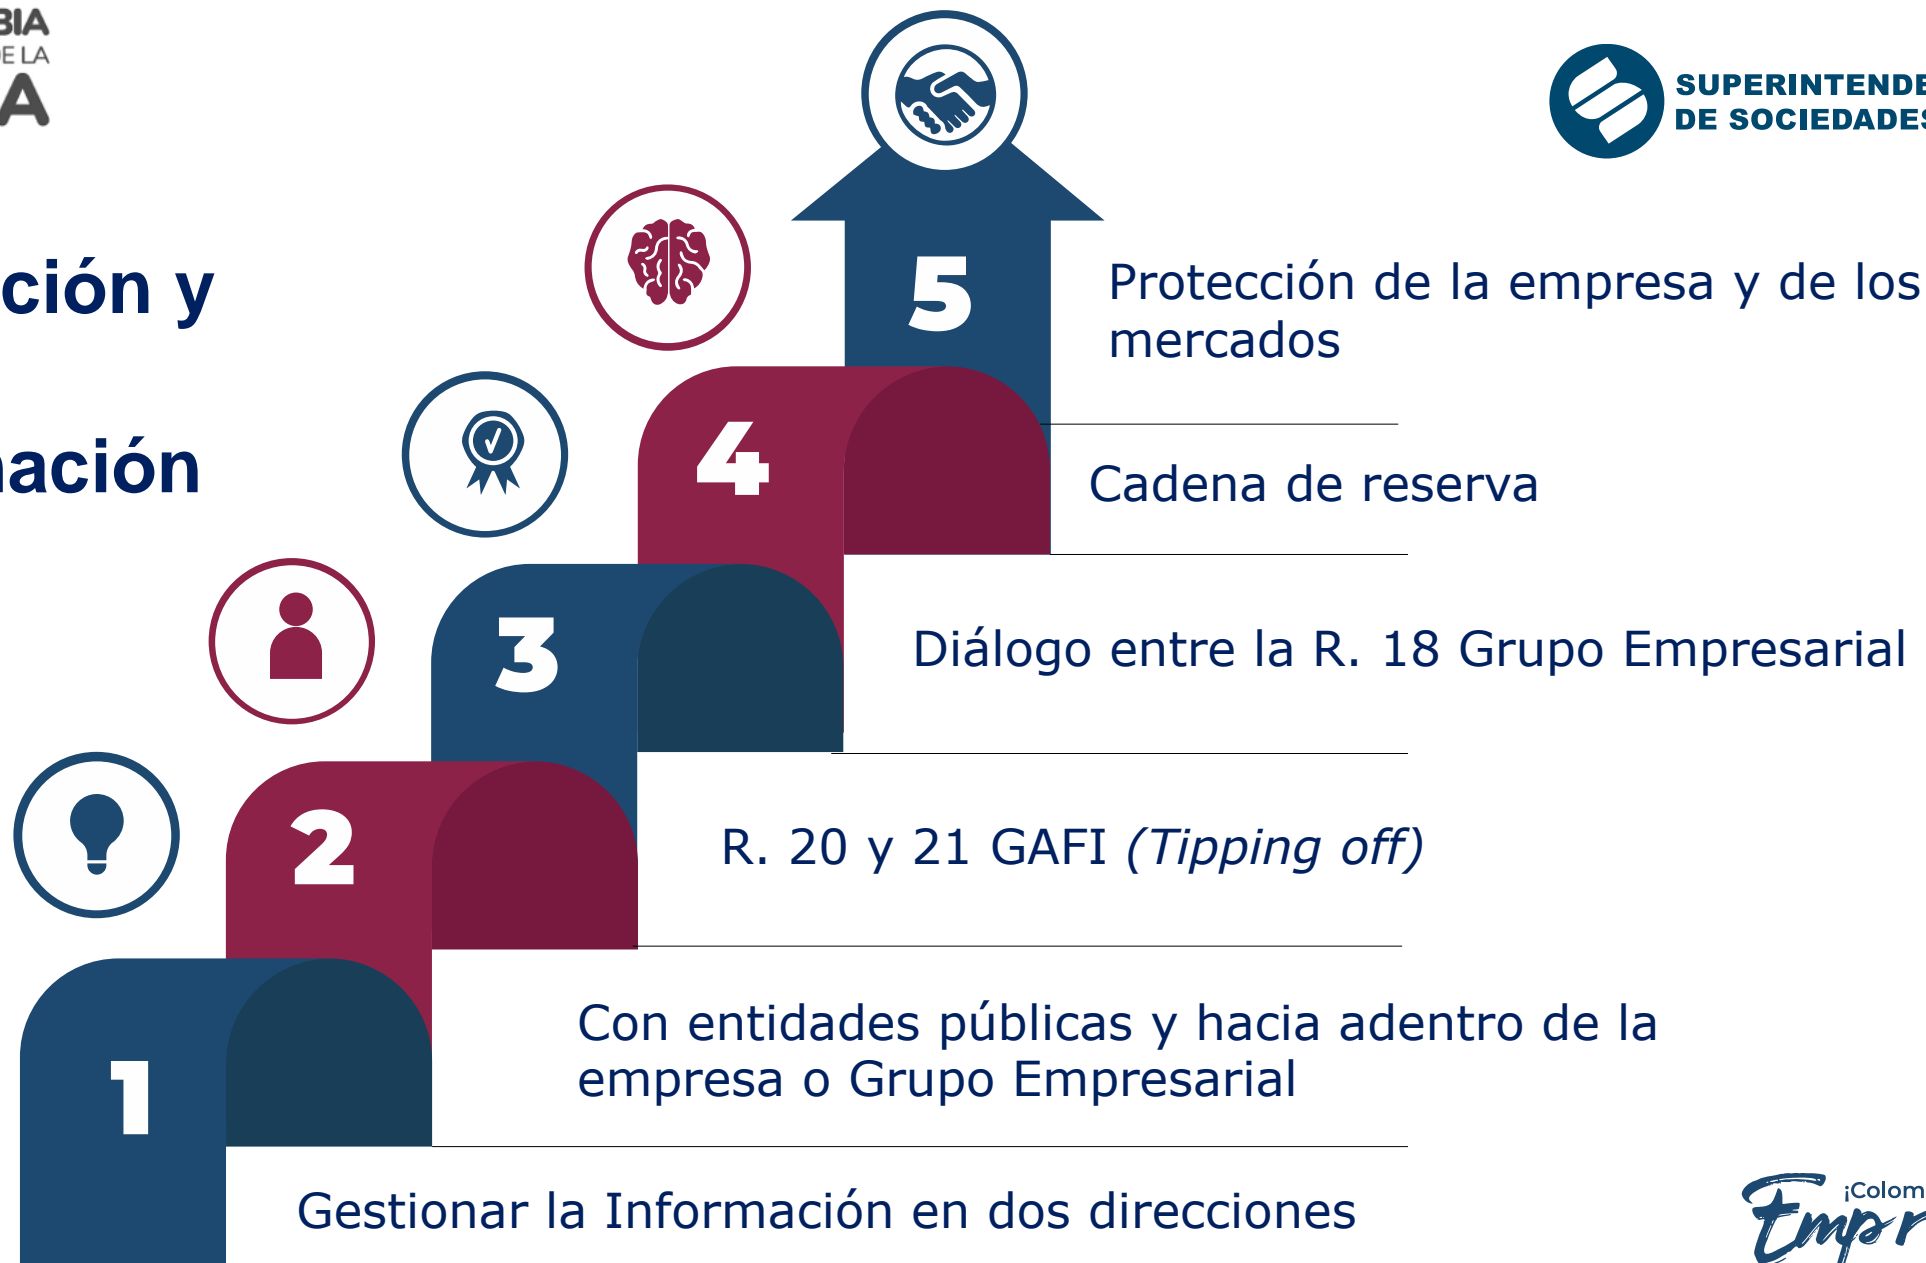 BIA
DE LA
A
SUPERINTENDE
DE SOCIEDADES
ción y
nación
5
Protección de la empresa y de los
mercados
4
Cadena de reserva
3
Diálogo entre la R. 18 Grupo Empresarial
2
R. 20 y 21 GAFI (Tipping off)
Con entidades públicas y hacia adentro de la
empresa o Grupo Empresarial
1
Gestionar la Información en dos direcciones
¡Colom
Empr